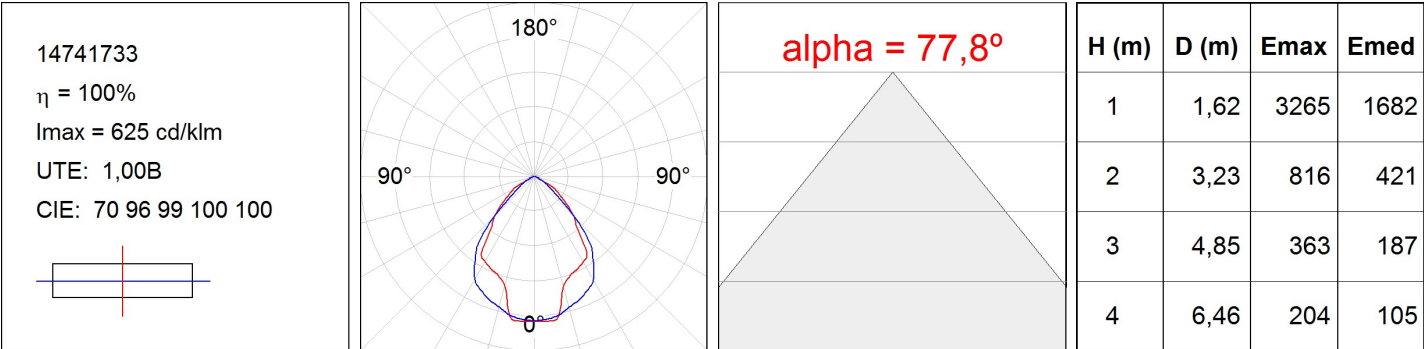 14741733
η = 100%
Imax = 625 cd/klm
UTE: 1,00B
CIE: 70 96 99 100 100
180°
90° 90°
0°
alpha = 77,8º
H (m) D (m) Emax Emed
1 1,62 3265 1682
2 3,23 816 421
3 4,85 363 187
4 6,46 204 105